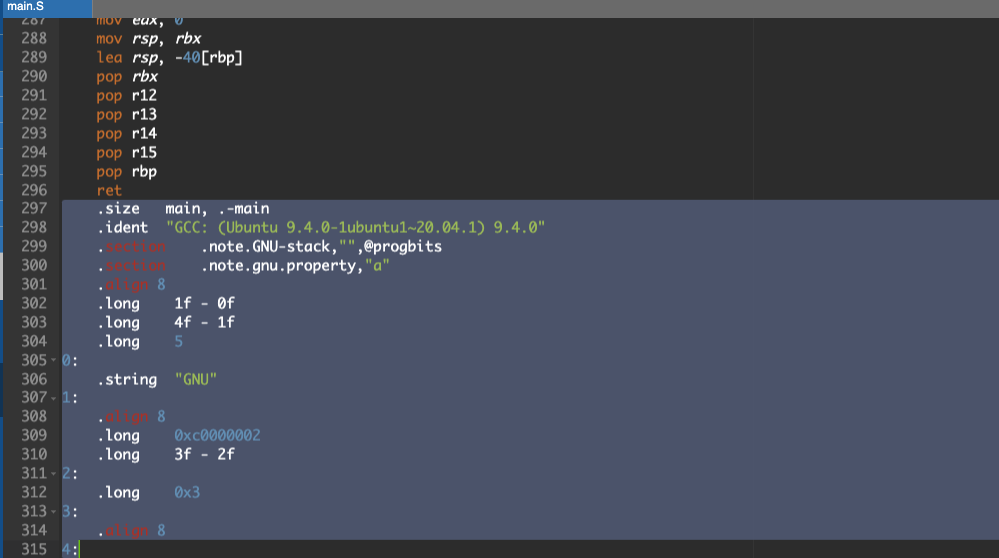 main.S
287 mov eax, 0
288 mov rsp, rbx
289 lea rsp, -40[rbp]
290 pop rbx
291 pop r12
292 pop r13
293 pop r14
294 pop r15
295 pop rbp
296 ret
297 .size main, .-main
298 .ident "GCC: (Ubuntu 9.4.0-1ubuntu1~20.04.1) 9.4.0"
299 .section .note.GNU-stack,"",@progbits
300 .section .note.gnu.property,"a"
301 .align 8
302 .long 1f - 0f
303 .long 4f - 1f
304 .long 5
305 0:
306 .string "GNU"
307 1:
308 .align 8
309 .long 0xc0000002
310 .long 3f - 2f
311 2:
312 .long 0x3
313 3:
314 .align 8
315 4: